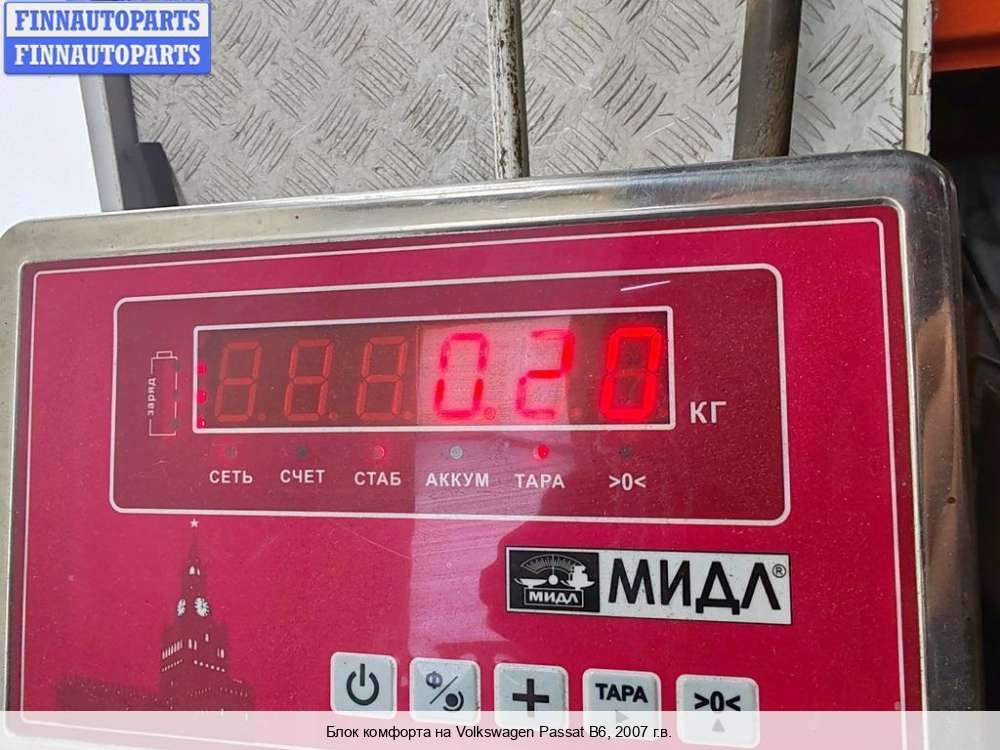 FINNAUTOPARTS
FINNAUTOPARTS
заряд
0.20
КГ
СЕТЬ СЧЕТ СТАБ АККУМ ТАРА >0<
МИДЛ МИДЛ®
Ф
ТАРА >0<
Блок комфорта на Volkswagen Passat B6, 2007 г.в.